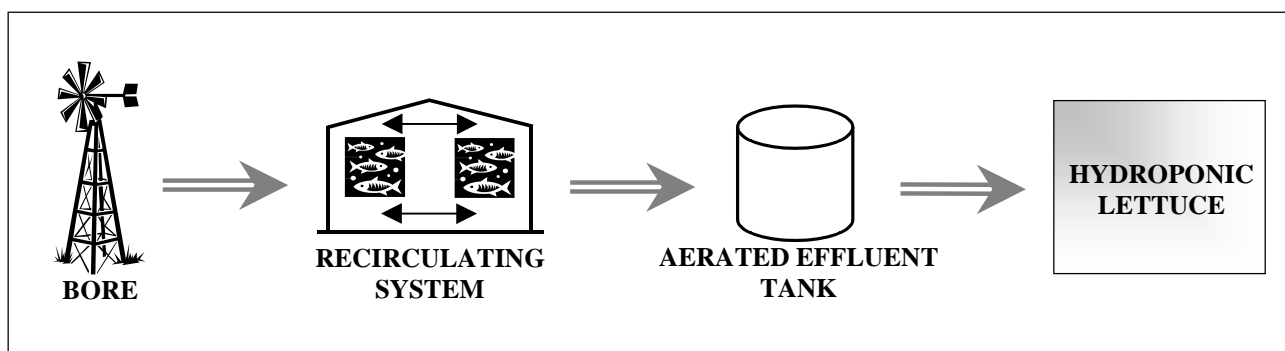 BORE
RECIRCULATING
SYSTEM
AERATED EFFLUENT
TANK
HYDROPONIC
LETTUCE